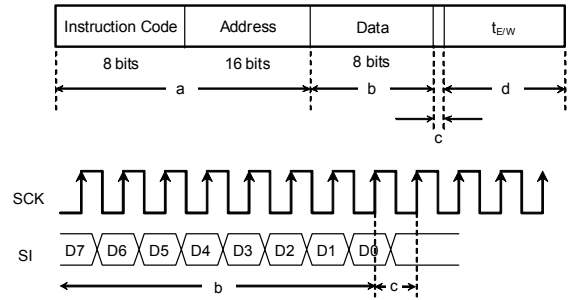 Instruction Code Address Data tE/W
8 bits 16 bits 8 bits
a b d
c
SCK
SI D7 D6 D5 D4 D3 D2 D1 D0
b c